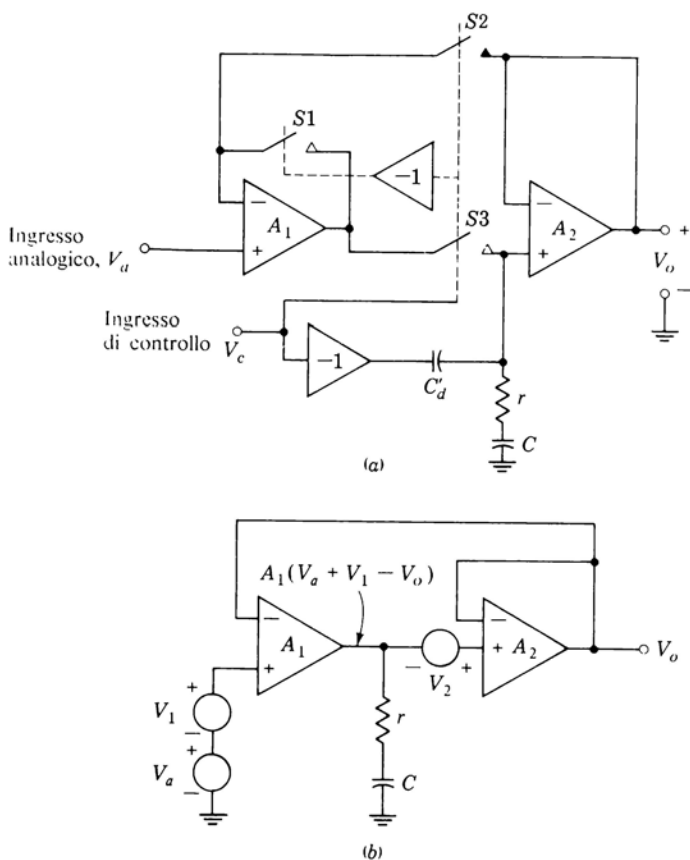 S2
S1
−1
−
A1
+
S3
−
A2
+
+
Vo
−
Ingresso
analogico, Va
Ingresso
di controllo
Vc
−1
C′d
r
C
(a)
A1(Va + V1 − Vo)
−
A1
+
−
V2
+
−
+ A2
Vo
+
V1
−
+
Va
−
r
C
(b)